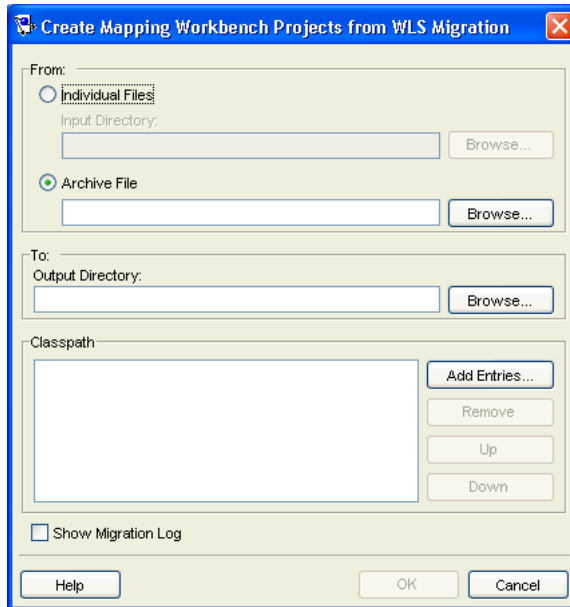 Create Mapping Workbench Projects from WLS Migration
From:
Individual Files
Input Directory:
Browse...
Archive File
Browse...
To:
Output Directory:
Browse...
Classpath
Add Entries...
Remove
Up
Down
Show Migration Log
Help
OK
Cancel